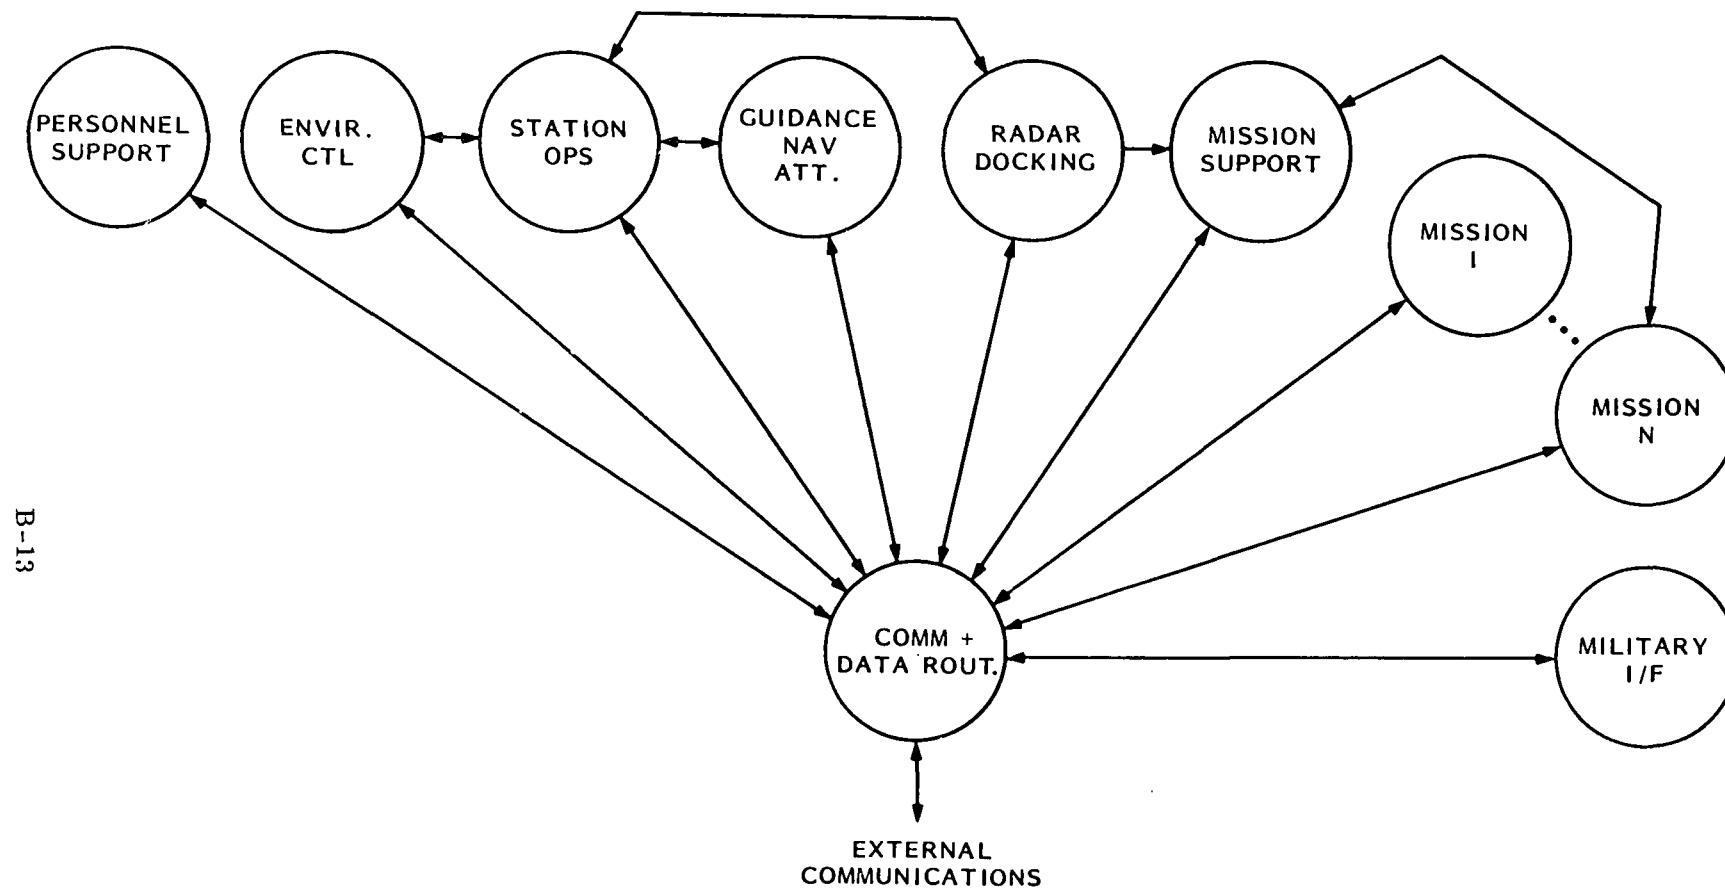 PERSONNEL
SUPPORT
ENVIR.
CTL
STATION
OPS
GUIDANCE
NAV
ATT.
RADAR
DOCKING
MISSION
SUPPORT
MISSION
I
MISSION
N
MILITARY
I/F
COMM +
DATA ROUT.
EXTERNAL
COMMUNICATIONS
B-13